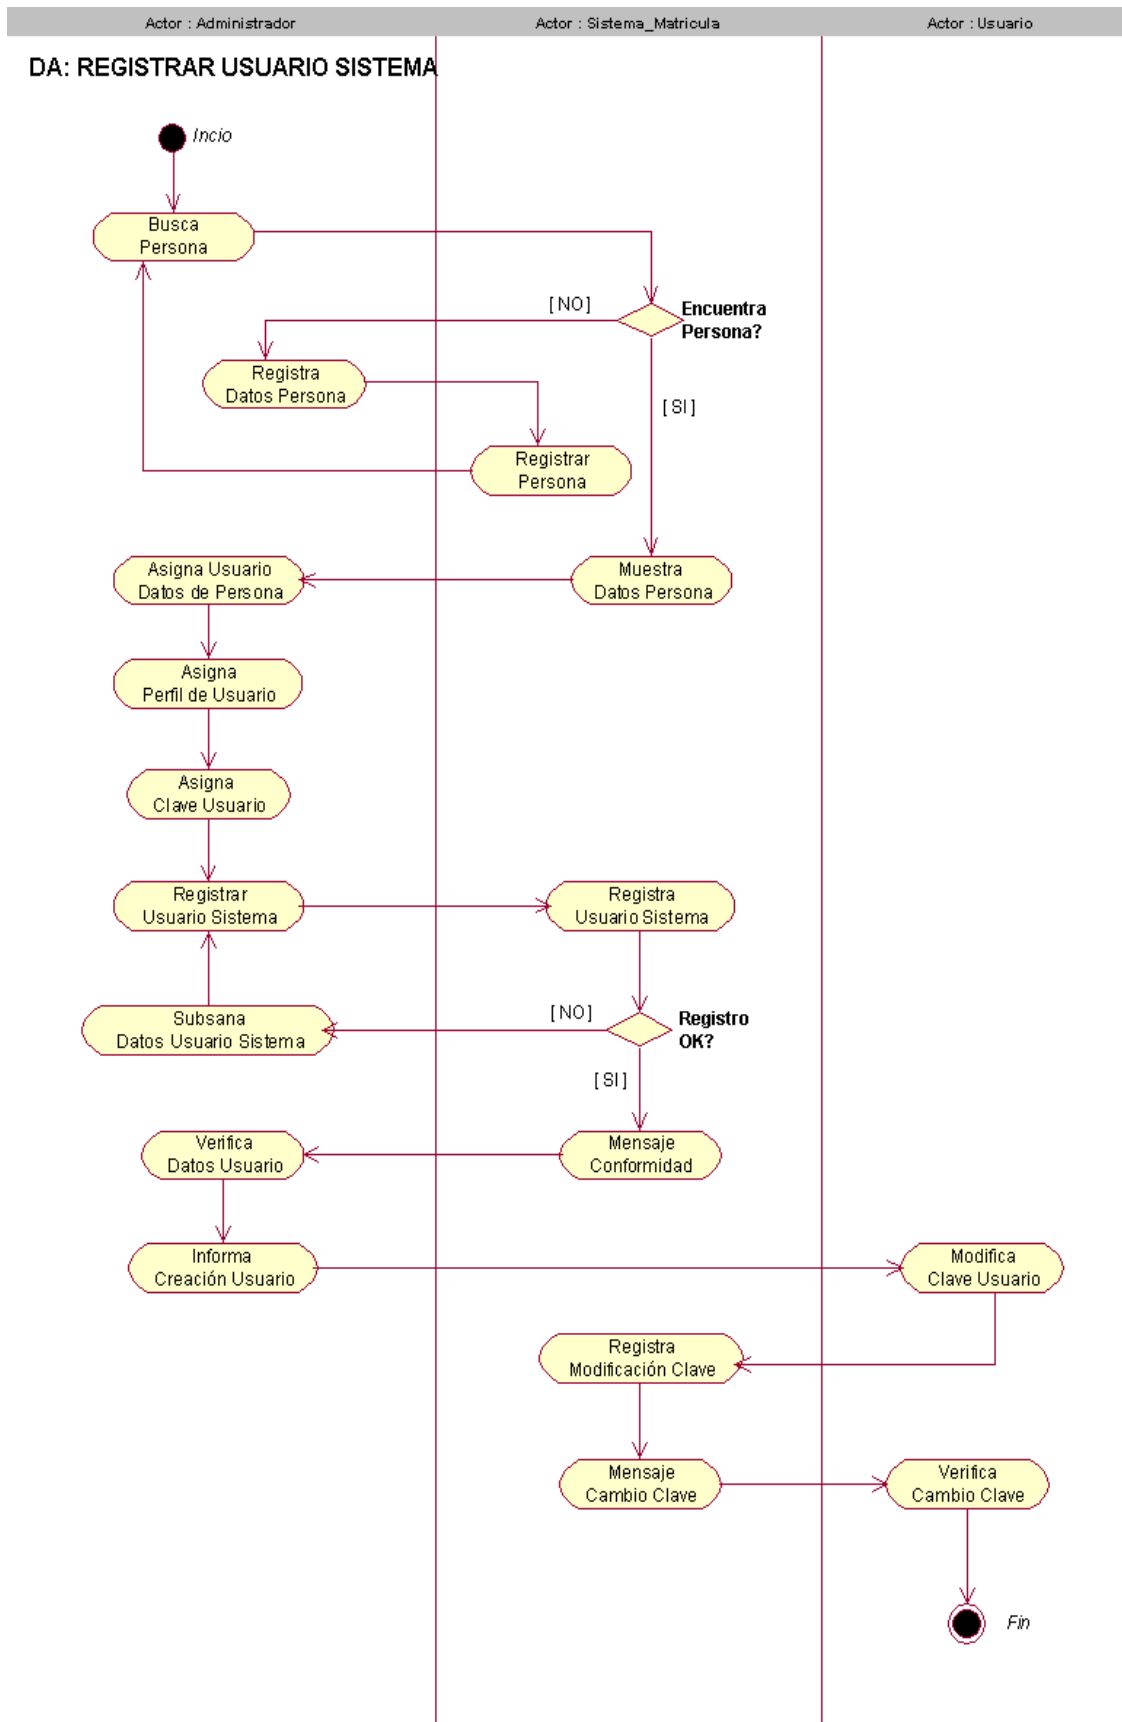 Actor : Administrador
Actor : Sistema_Matricula
Actor : Usuario
DA: REGISTRAR USUARIO SISTEMA
Incio
Busca
Persona
[ NO ]
Encuentra
Persona?
Registra
Datos Persona
[ SI ]
Registrar
Persona
Asigna Usuario
Datos de Persona
Muestra
Datos Persona
Asigna
Perfil de Usuario
Asigna
Clave Usuario
Registrar
Usuario Sistema
Registra
Usuario Sistema
Subsana
Datos Usuario Sistema
[ NO ]
Registro
OK?
[ SI ]
Verifica
Datos Usuario
Mensaje
Conformidad
Informa
Creación Usuario
Modifica
Clave Usuario
Registra
Modificación Clave
Mensaje
Cambio Clave
Verifica
Cambio Clave
Fin